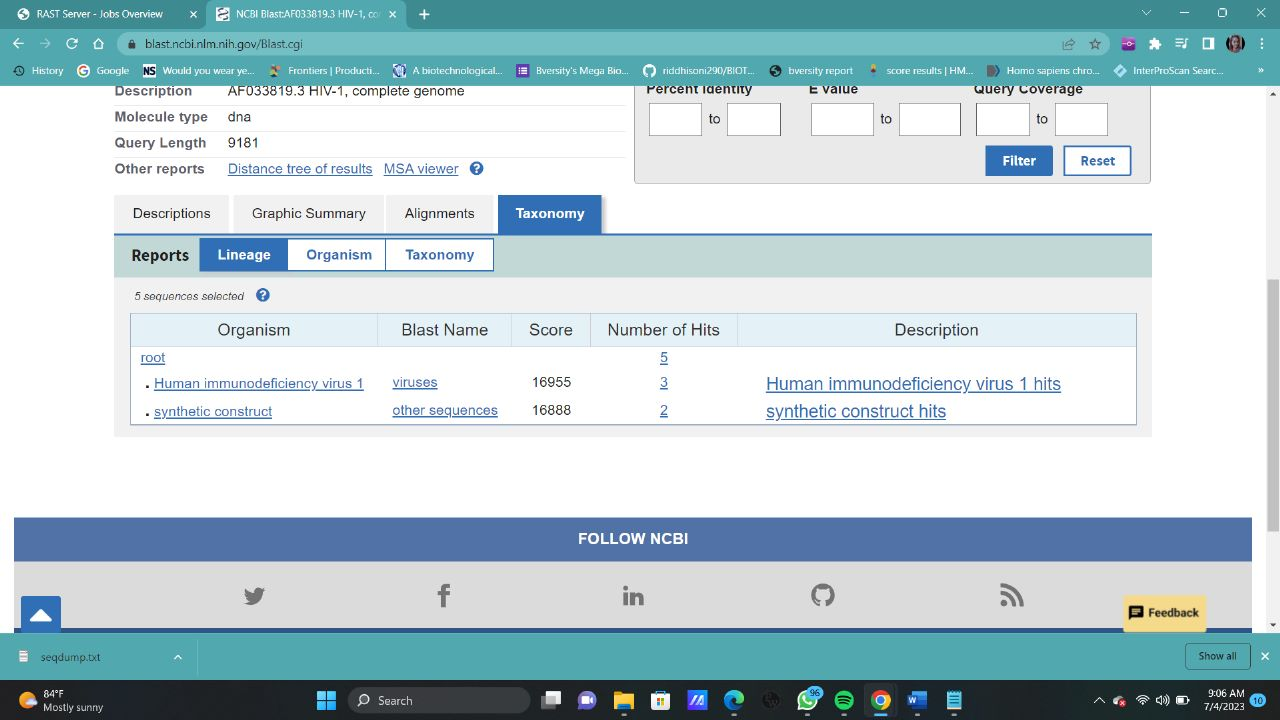 RAST Server - Jobs Overview
NCBI Blast:AF033819.3 HIV-1, co
blast.ncbi.nlm.nih.gov/Blast.cgi
History
Google
NS Would you wear ye...
Frontiers | Producti...
A biotechnological...
Bversity's Mega Bio...
riddhisoni290/BIOT...
bversity report
score results | HM...
Homo sapiens chro...
InterProScan Searc...
»
Description AF033819.3 HIV-1, complete genome
Molecule type dna
Query Length 9181
Other reports Distance tree of results MSA viewer ?
Percent Identity E value Query Coverage
to to to
Filter Reset
Descriptions Graphic Summary Alignments Taxonomy
Reports Lineage Organism Taxonomy
5 sequences selected ?
Organism Blast Name Score Number of Hits Description
root 5
Human immunodeficiency virus 1 viruses 16955 3 Human immunodeficiency virus 1 hits
synthetic construct other sequences 16888 2 synthetic construct hits
FOLLOW NCBI
Feedback
seqdump.txt
Show all
84°F
Mostly sunny
Search
96
9:06 AM
7/4/2023
10